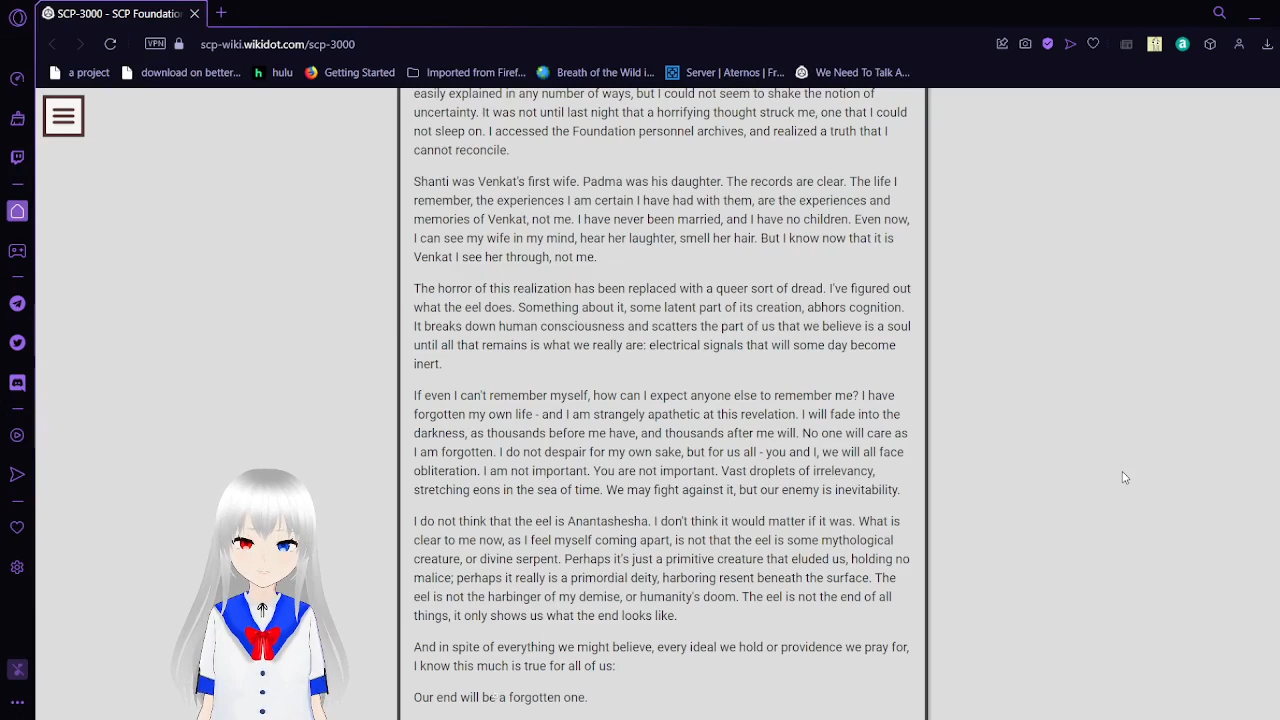 SCP-3000 - SCP Foundation
VPN
scp-wiki.wikidot.com/scp-3000
a project
download on better...
hulu
Getting Started
Imported from Firef...
Breath of the Wild i...
Server | Aternos | Fr...
We Need To Talk A...
easily explained in any number of ways, but I could not seem to shake the notion of
uncertainty. It was not until last night that a horrifying thought struck me, one that I could
not sleep on. I accessed the Foundation personnel archives, and realized a truth that I
cannot reconcile.
Shanti was Venkat's first wife. Padma was his daughter. The records are clear. The life I
remember, the experiences I am certain I have had with them, are the experiences and
memories of Venkat, not me. I have never been married, and I have no children. Even now,
I can see my wife in my mind, hear her laughter, smell her hair. But I know now that it is
Venkat I see her through, not me.
The horror of this realization has been replaced with a queer sort of dread. I've figured out
what the eel does. Something about it, some latent part of its creation, abhors cognition.
It breaks down human consciousness and scatters the part of us that we believe is a soul
until all that remains is what we really are: electrical signals that will some day become
inert.
If even I can't remember myself, how can I expect anyone else to remember me? I have
forgotten my own life - and I am strangely apathetic at this revelation. I will fade into the
darkness, as thousands before me have, and thousands after me will. No one will care as
I am forgotten. I do not despair for my own sake, but for us all - you and I, we will all face
obliteration. I am not important. You are not important. Vast droplets of irrelevancy,
stretching eons in the sea of time. We may fight against it, but our enemy is inevitability.
I do not think that the eel is Anantashesha. I don't think it would matter if it was. What is
clear to me now, as I feel myself coming apart, is not that the eel is some mythological
creature, or divine serpent. Perhaps it's just a primitive creature that eluded us, holding no
malice; perhaps it really is a primordial deity, harboring resent beneath the surface. The
eel is not the harbinger of my demise, or humanity's doom. The eel is not the end of all
things, it only shows us what the end looks like.
And in spite of everything we might believe, every ideal we hold or providence we pray for,
I know this much is true for all of us:
Our end will be a forgotten one.